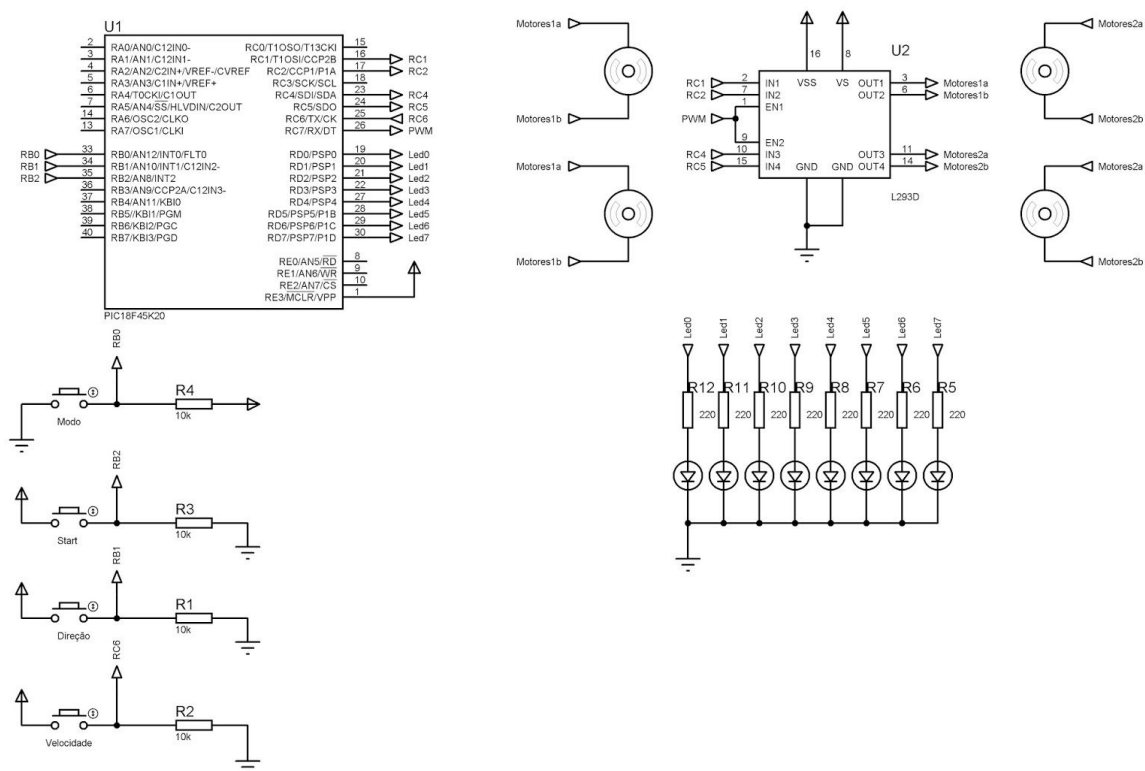 U1
2 RA0/AN0/C12IN0- RC0/T1OSO/T13CKI 15
3 RA1/AN1/C12IN1- RC1/T1OSI/CCP2B 16 RC1
4 RA2/AN2/C2IN+/VREF-/CVREF RC2/CCP1/P1A 17 RC2
5 RA3/AN3/C1IN+/VREF+ RC3/SCK/SCL 18
6 RA4/T0CKI/C1OUT RC4/SDI/SDA 23 RC4
7 RA5/AN4/SS/HLVDIN/C2OUT RC5/SDO 24 RC5
14 RA6/OSC2/CLKO RC6/TX/CK 25 RC6
13 RA7/OSC1/CLKI RC7/RX/DT 26 PWM
RB0 33 RB0/AN12/INT0/FLT0 RD0/PSP0 19 Led0
RB1 34 RB1/AN10/INT1/C12IN2- RD1/PSP1 20 Led1
RB2 35 RB2/AN8/INT2 RD2/PSP2 21 Led2
36 RB3/AN9/CCP2A/C12IN3- RD3/PSP3 22 Led3
37 RB4/AN11/KBI0 RD4/PSP4 27 Led4
38 RB5//KBI1/PGM RD5/PSP5/P1B 28 Led5
39 RB6/KBI2/PGC RD6/PSP6/P1C 29 Led6
40 RB7/KBI3/PGD RD7/PSP7/P1D 30 Led7
RE0/AN5/RD 8
RE1/AN6/WR 9
RE2/AN7/CS 10
RE3/MCLR/VPP 1
PIC18F45K20
Motores1a
Motores1b
Motores1a
Motores1b
16 8 U2
RC1 2 IN1 VSS VS OUT1 3 Motores1a
RC2 7 IN2 OUT2 6 Motores1b
1 EN1
PWM
9 EN2
RC4 10 IN3 OUT3 11 Motores2a
RC5 15 IN4 GND GND OUT4 14 Motores2b
L293D
Motores2a
Motores2b
Motores2a
Motores2b
RB0
R4
10k
Modo
RB2
R3
10k
Start
RB1
R1
10k
Direção
RC6
R2
10k
Velocidade
Led0 Led1 Led2 Led3 Led4 Led5 Led6 Led7
R12 R11 R10 R9 R8 R7 R6 R5
220 220 220 220 220 220 220 220